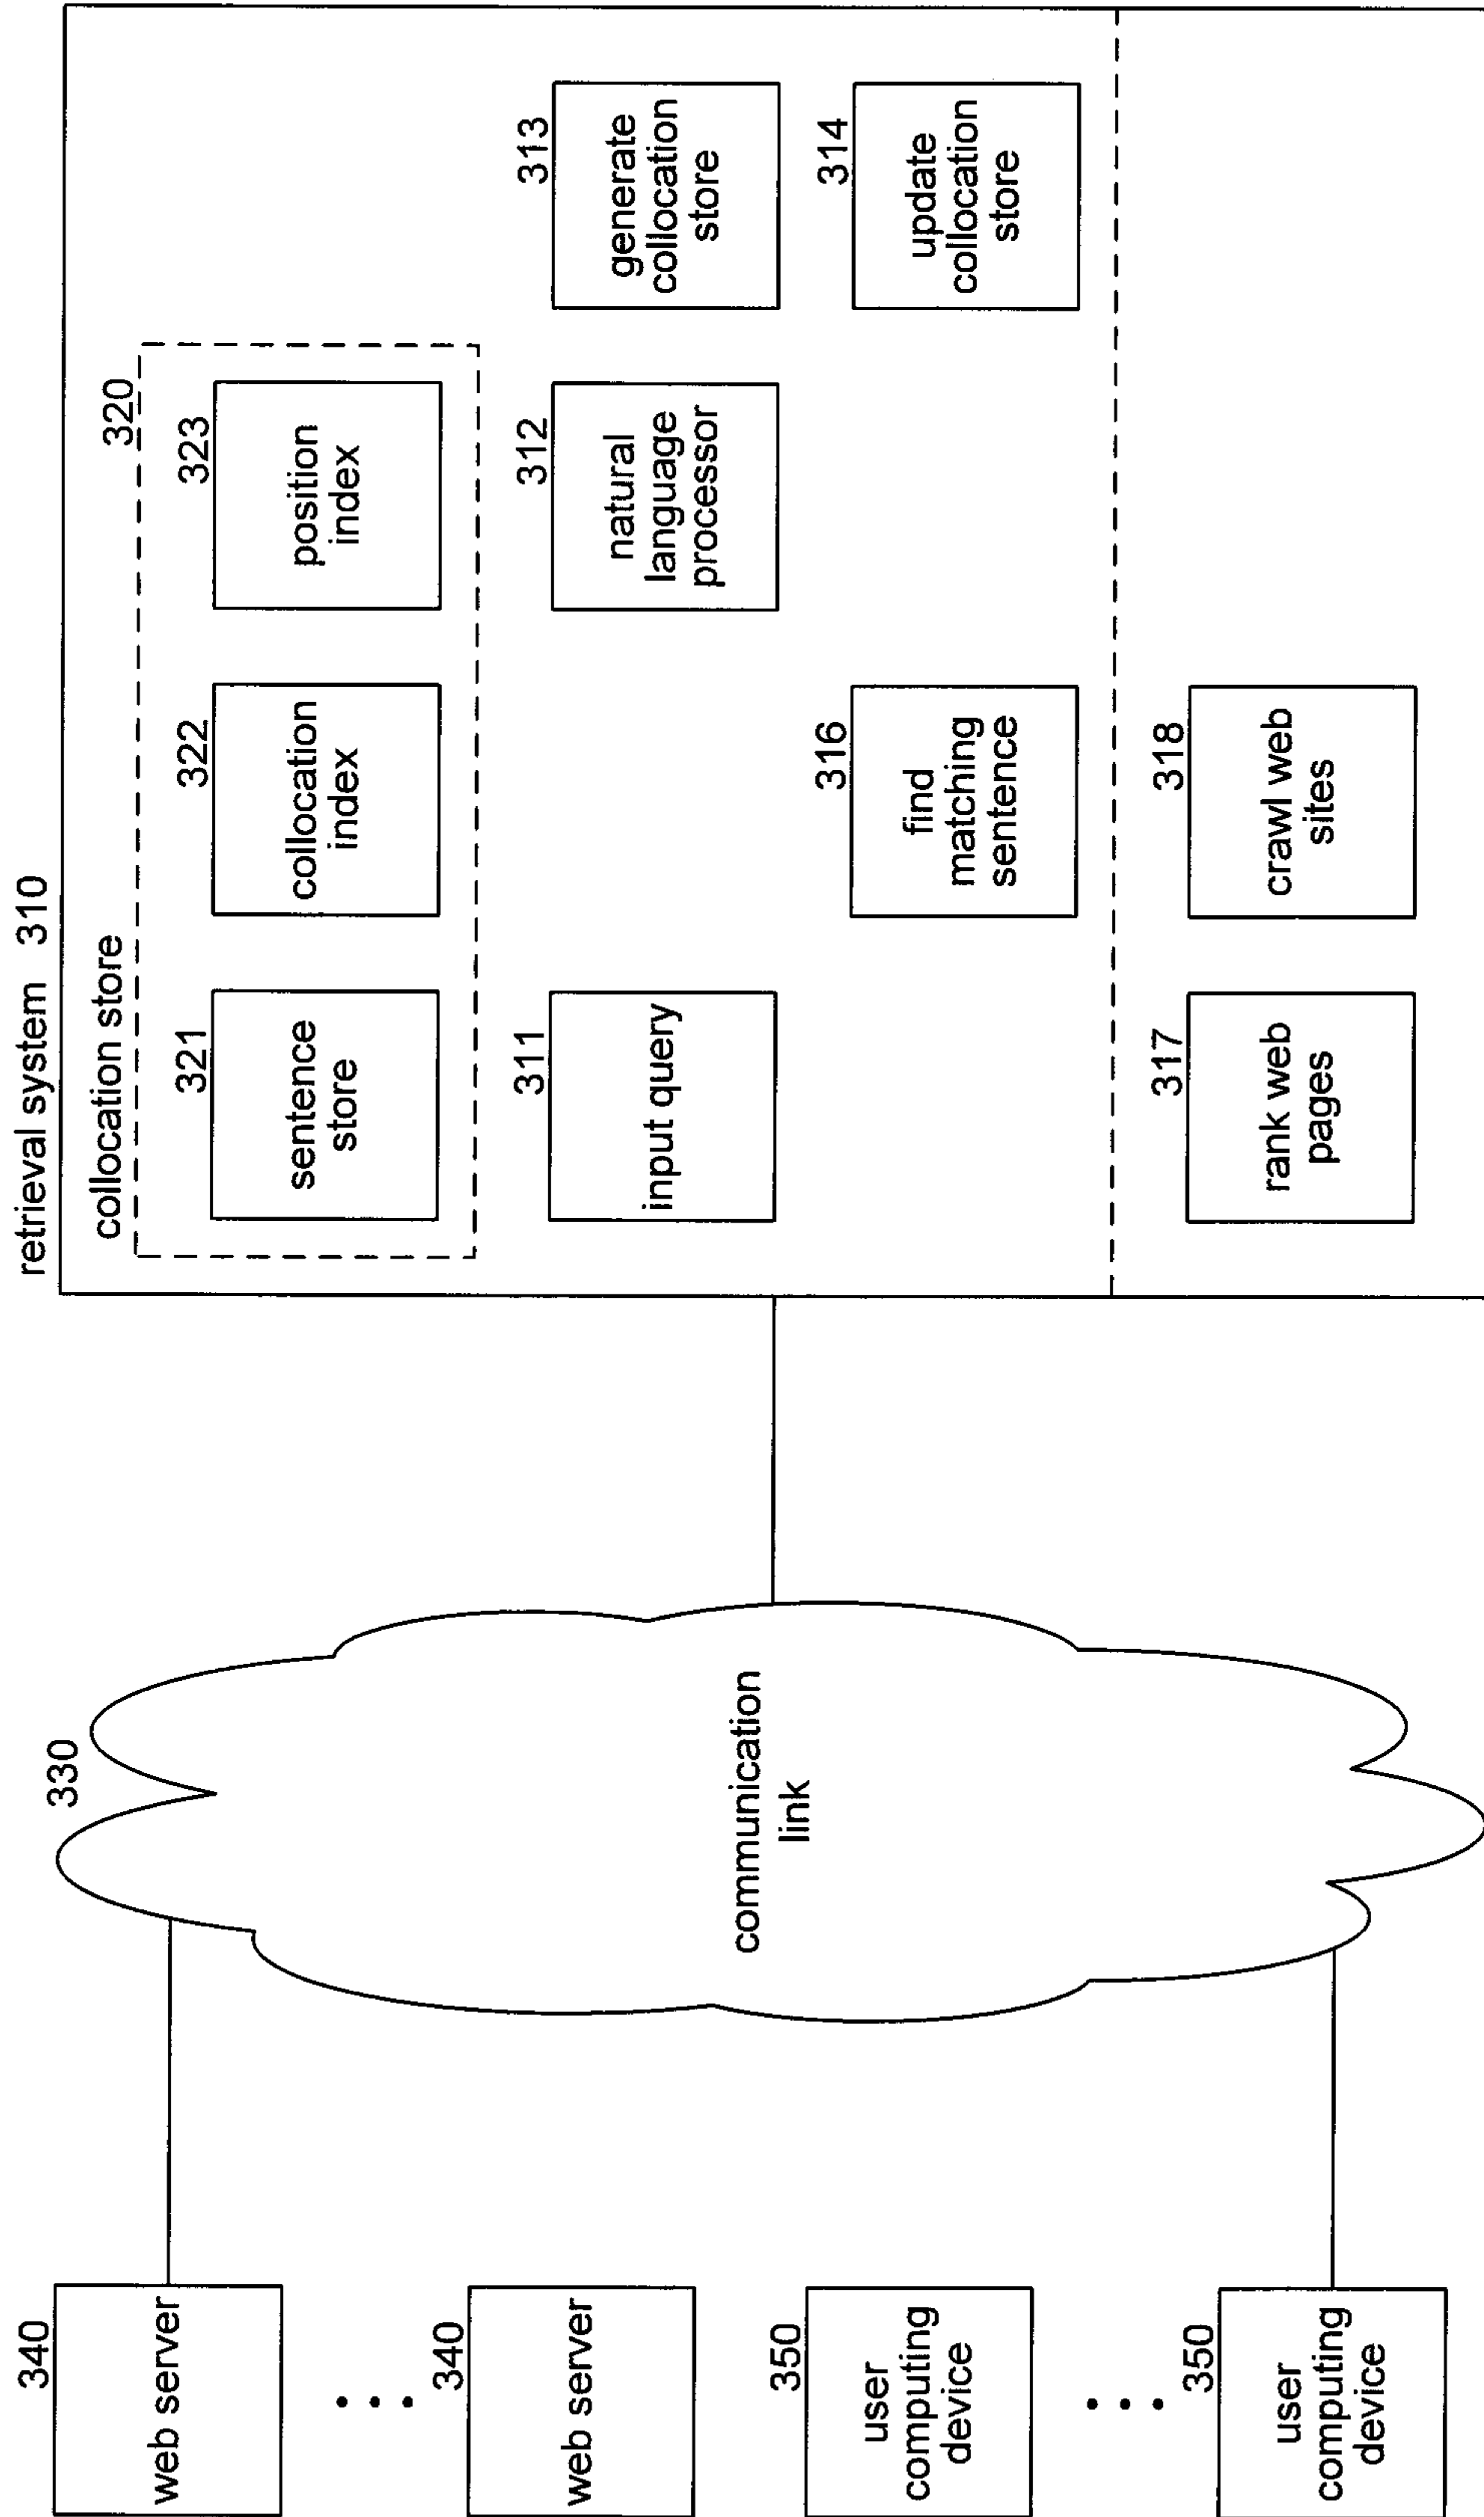 340
web server
340
web server
350
user
computing
device
350
user
computing
device
330
communication
link
retrieval system 310
collocation store
320
321
sentence
store
322
collocation
index
323
position
index
311
input query
312
natural
language
processor
313
generate
collocation
store
316
find
matching
sentence
314
update
collocation
store
317
rank web
pages
318
crawl web
sites